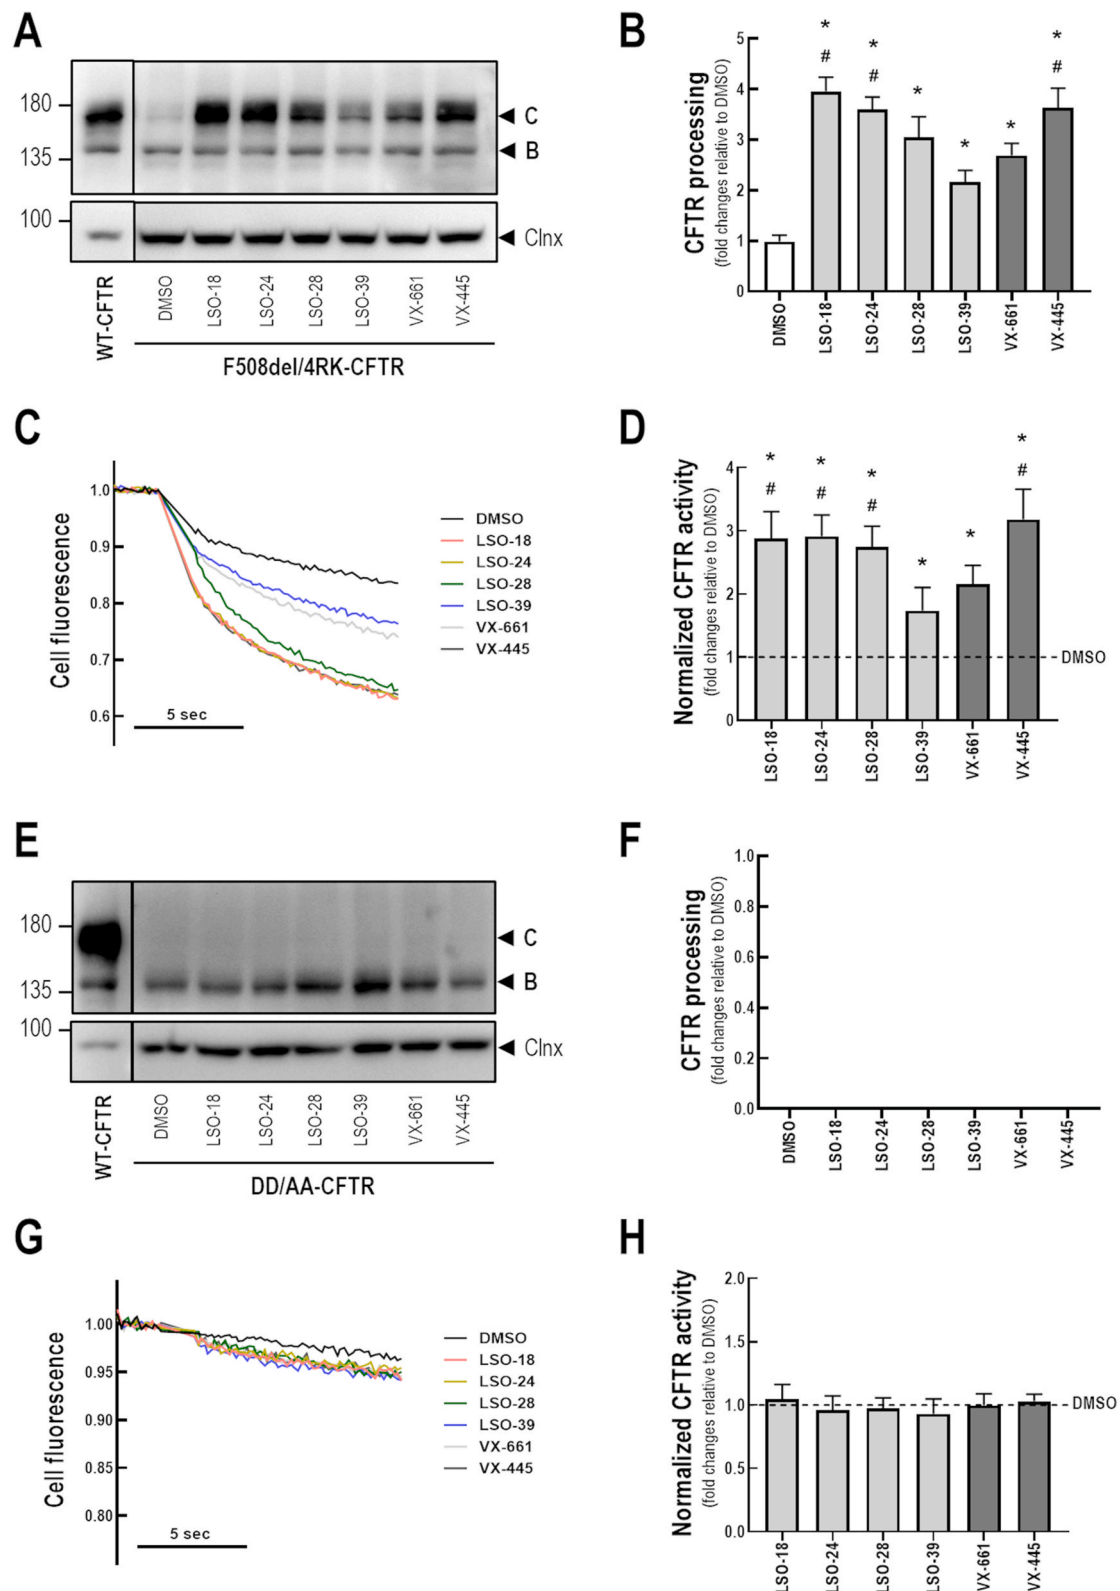 A
180
135
100
C
B
Clnx
WT-CFTR
DMSO
LSO-18
LSO-24
LSO-28
LSO-39
VX-661
VX-445
F508del/4RK-CFTR
B
CFTR processing
(fold changes relative to DMSO)
5
4
3
2
1
0
*
#
*
#
*
*
*
*
#
DMSO
LSO-18
LSO-24
LSO-28
LSO-39
VX-661
VX-445
C
Cell fluorescence
1.0
0.9
0.8
0.7
0.6
5 sec
DMSO
LSO-18
LSO-24
LSO-28
LSO-39
VX-661
VX-445
D
Normalized CFTR activity
(fold changes relative to DMSO)
4
3
2
1
0
*
#
*
#
*
#
*
*
*
#
DMSO
LSO-18
LSO-24
LSO-28
LSO-39
VX-661
VX-445
E
180
135
100
C
B
Clnx
WT-CFTR
DMSO
LSO-18
LSO-24
LSO-28
LSO-39
VX-661
VX-445
DD/AA-CFTR
F
CFTR processing
(fold changes relative to DMSO)
1.0
0.8
0.6
0.4
0.2
0.0
DMSO
LSO-18
LSO-24
LSO-28
LSO-39
VX-661
VX-445
G
Cell fluorescence
1.00
0.95
0.90
0.85
0.80
5 sec
DMSO
LSO-18
LSO-24
LSO-28
LSO-39
VX-661
VX-445
H
Normalized CFTR activity
(fold changes relative to DMSO)
2.0
1.5
1.0
0.5
0.0
DMSO
LSO-18
LSO-24
LSO-28
LSO-39
VX-661
VX-445